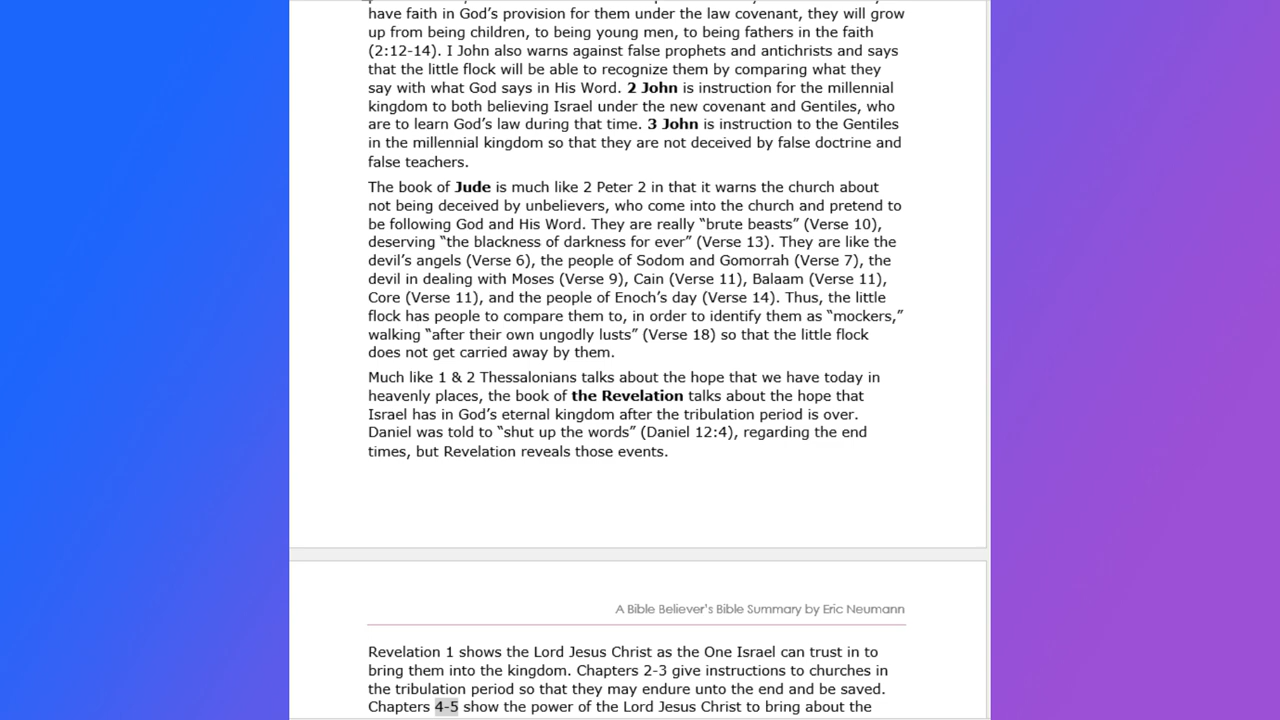 have faith in God’s provision for them under the law covenant, they will grow
up from being children, to being young men, to being fathers in the faith
(2:12-14). I John also warns against false prophets and antichrists and says
that the little flock will be able to recognize them by comparing what they
say with what God says in His Word. 2 John is instruction for the millennial
kingdom to both believing Israel under the new covenant and Gentiles, who
are to learn God’s law during that time. 3 John is instruction to the Gentiles
in the millennial kingdom so that they are not deceived by false doctrine and
false teachers.
The book of Jude is much like 2 Peter 2 in that it warns the church about
not being deceived by unbelievers, who come into the church and pretend to
be following God and His Word. They are really “brute beasts” (Verse 10),
deserving “the blackness of darkness for ever” (Verse 13). They are like the
devil’s angels (Verse 6), the people of Sodom and Gomorrah (Verse 7), the
devil in dealing with Moses (Verse 9), Cain (Verse 11), Balaam (Verse 11),
Core (Verse 11), and the people of Enoch’s day (Verse 14). Thus, the little
flock has people to compare them to, in order to identify them as “mockers,”
walking “after their own ungodly lusts” (Verse 18) so that the little flock
does not get carried away by them.
Much like 1 & 2 Thessalonians talks about the hope that we have today in
heavenly places, the book of the Revelation talks about the hope that
Israel has in God’s eternal kingdom after the tribulation period is over.
Daniel was told to “shut up the words” (Daniel 12:4), regarding the end
times, but Revelation reveals those events.
A Bible Believer’s Bible Summary by Eric Neumann
Revelation 1 shows the Lord Jesus Christ as the One Israel can trust in to
bring them into the kingdom. Chapters 2-3 give instructions to churches in
the tribulation period so that they may endure unto the end and be saved.
Chapters 4-5 show the power of the Lord Jesus Christ to bring about the